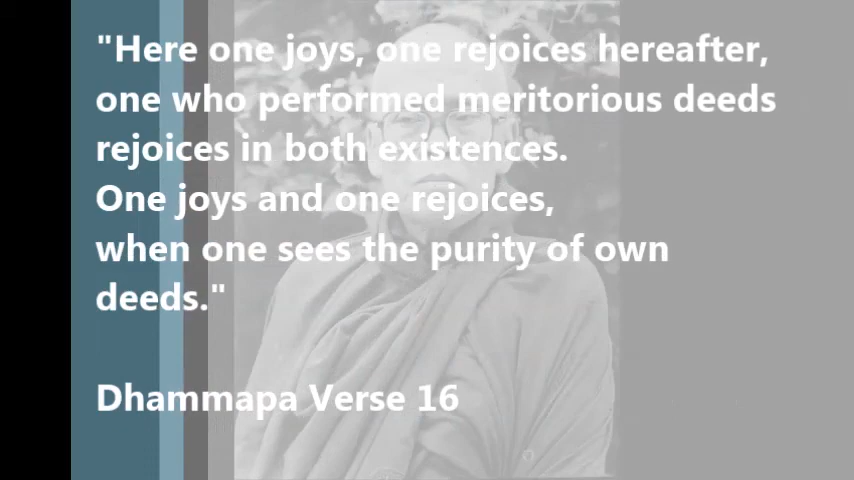 "Here one joys, one rejoices hereafter,
one who performed meritorious deeds
rejoices in both existences.
One joys and one rejoices,
when one sees the purity of own
deeds."
Dhammapa Verse 16